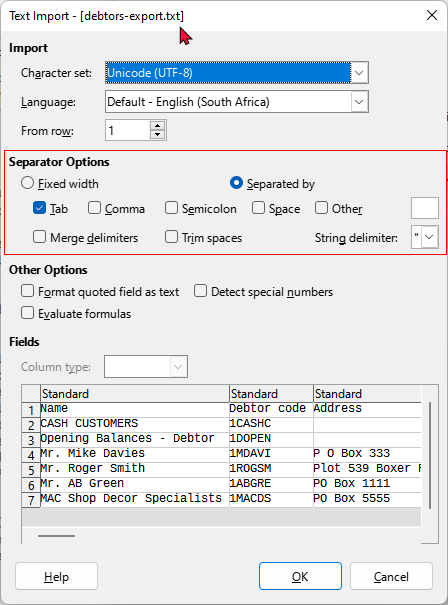 Text Import - [debtors-export.txt]
Import
Character set: Unicode (UTF-8)
Language: Default - English (South Africa)
From row: 1
Separator Options
Fixed width Separated by
Tab Comma Semicolon Space Other
Merge delimiters Trim spaces String delimiter: "
Other Options
Format quoted field as text Detect special numbers
Evaluate formulas
Fields
Column type:
Standard Standard Standard
1 Name Debtor code Address
2 CASH CUSTOMERS 1CASHC
3 Opening Balances - Debtor 1DOPEN
4 Mr. Mike Davies 1MDAVI P O Box 333
5 Mr. Roger Smith 1ROGSM Plot 539 Boxer
6 Mr. AB Green 1ABGRE PO Box 1111
7 MAC Shop Decor Specialists 1MACDS PO Box 5555
Help OK Cancel